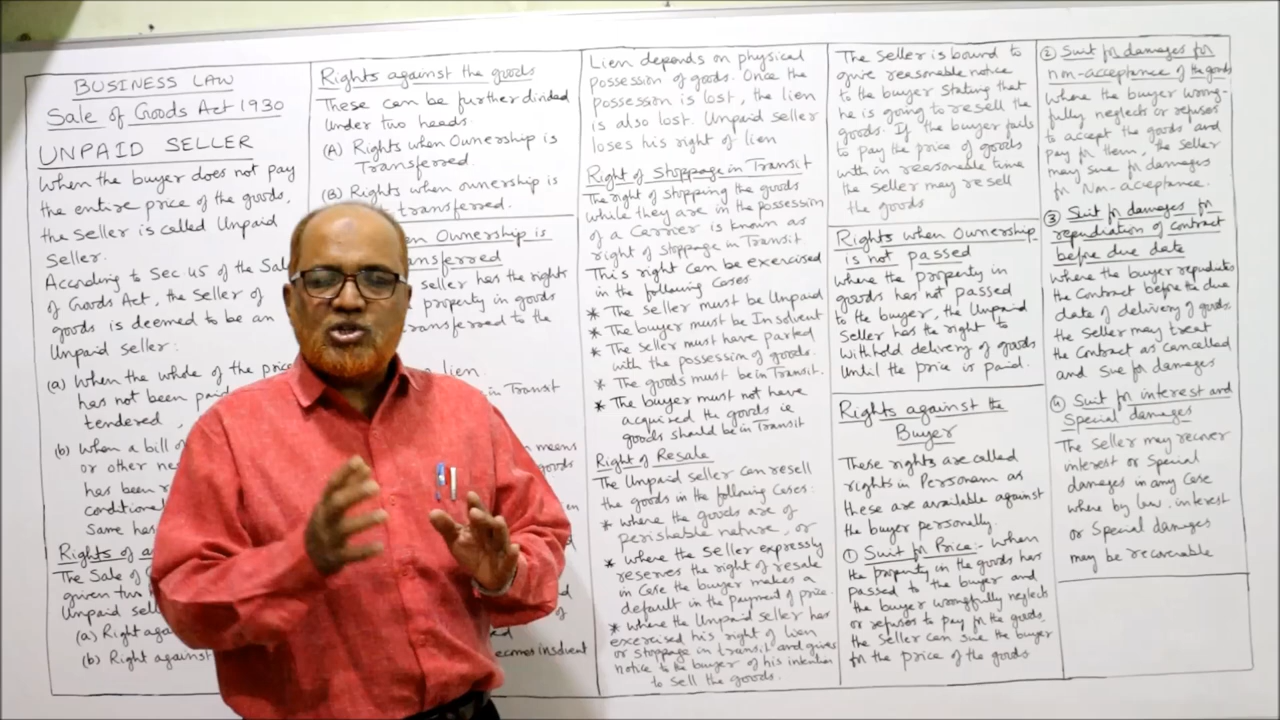 BUSINESS LAW
Sale of Goods Act 1930
UNPAID SELLER
When the buyer does not pay
the entire price of the goods,
the seller is called Unpaid
Seller.
According to Sec 45 of the Sal
of Goods Act, the Seller of
goods is deemed to be an
Unpaid seller:
(a) When the whole of the price
has not been pai
tendered,
(b) when a bill o
or other ne
has been r
conditional
Same has
Rights of a
The Sale of
given two
Unpaid sell
(a) Right aga
(b) Right against
Rights against the goods
These can be further divided
under two heads.
(A) Rights when Ownership is
Transferred.
(B) Rights when ownership is
transferred.
en Ownership is
ansferred
seller has the rights
property in goods
ransferred to the
lien.
in Transit
means
goods
ecomes insolvent
Lien depends on physical
possession of goods. Once the
possession is lost, the lien
is also lost. Unpaid seller
loses his right of lien
Right of Stoppage in Transit
The right of stopping the goods
while they are in the possession
of a Carrier is known as
right of Stoppage in Transit.
This right can be exercised
in the following cases
* The seller must be Unpaid
* The buyer must be Insolvent
* The seller must have parted
with the possession of goods.
* The goods must be in Transit.
* The buyer must not have
acquired the goods ie
goods should be in Transit
Right of Resale
The Unpaid seller can resell
the goods in the following Cases:
* where the goods are of
perishable nature, or
* where the seller expressly
reserves the right of resale
in case the buyer makes a
default in the payment of price.
* where the Unpaid seller has
exercised his right of lien
or stoppage in transit and gives
notice to the buyer of his intention
to sell the goods.
The seller is bound to
give reasonable notice
to the buyer stating that
he is going to resell the
goods. If the buyer fails
to pay the price of goods
with in reasonable time
the seller may resell
the goods
Rights when Ownership
is not passed
where the property in
goods has not passed
to the buyer, the Unpaid
Seller has the right to
withhold delivery of goods
until the price is paid.
Rights against the
Buyer
These rights are called
rights in Personam as
these are available against
the buyer personally.
① Suit for Price:- When
the property in the goods has
passed to the buyer and
the buyer wrongfully neglects
or refuses to pay for the goods.
the seller can sue the buyer
for the price of the goods
② Suit for damages for
non-acceptance of the goods
where the buyer wrong-
fully neglects or refuses
to accept the goods and
pay for them, the seller
may sue for damages
for Non-acceptance.
③ Suit for damages for
repudiation of contract
before due date
where the buyer repudiates
the Contract before the due
date of delivery of goods.
the seller may treat
the contract as cancelled
and sue for damages
④ Suit for interest and
Special damages
The seller may recover
interest or Special
damages in any case
where by law, interest
or Special damages
may be recoverable